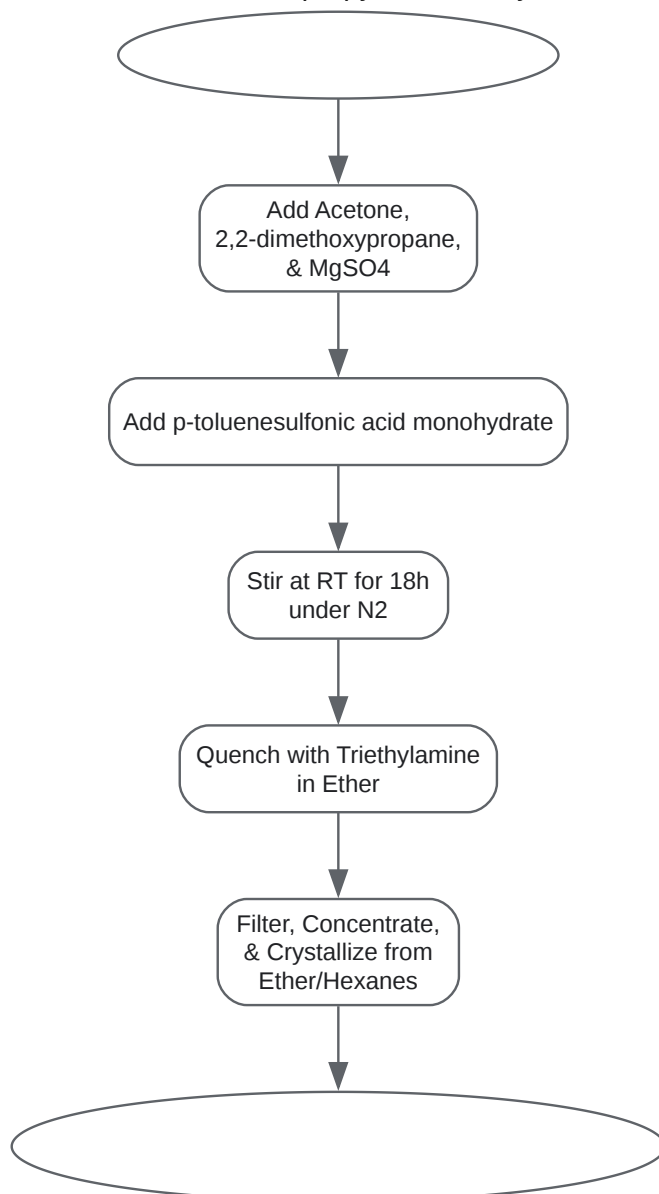 Add Acetone,
2,2-dimethoxypropane,
& MgSO4
Add p-toluenesulfonic acid monohydrate
Stir at RT for 18h
under N2
Quench with Triethylamine
in Ether
Filter, Concentrate,
& Crystallize from
Ether/Hexanes